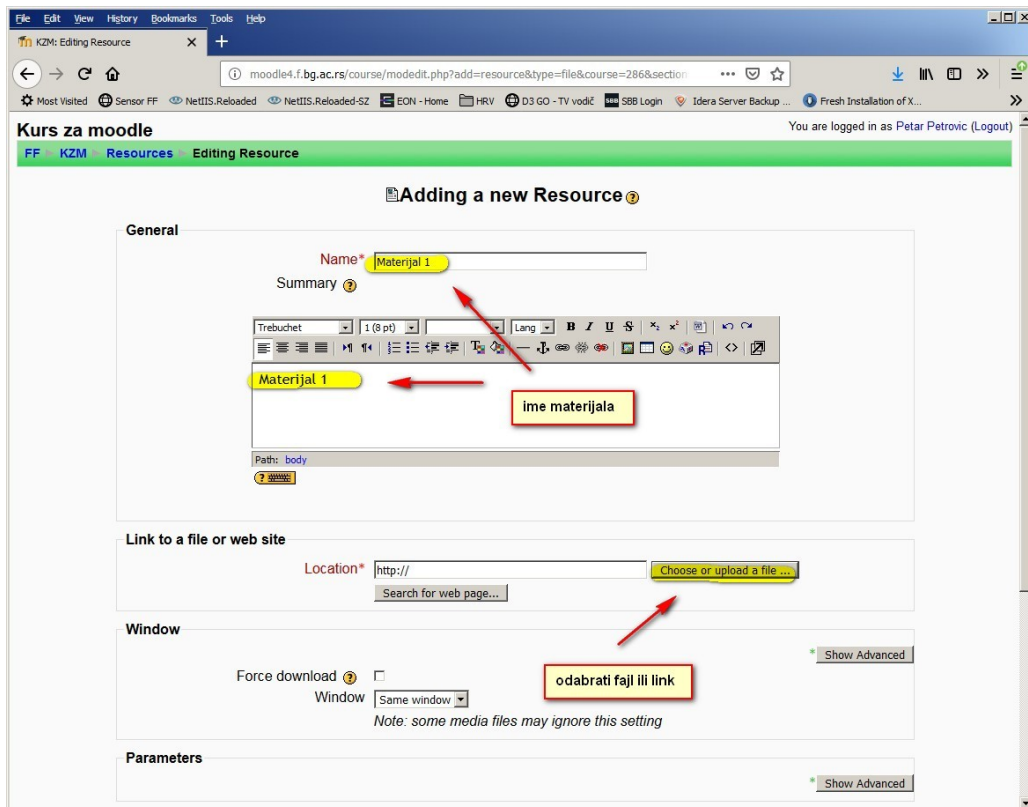 File Edit View History Bookmarks Tools Help
KZM: Editing Resource
moodle4.f.bg.ac.rs/course/modedit.php?add=resource&type=file&course=286&section
Most Visited Sensor FF NetIIS.Reloaded NetIIS.Reloaded-SZ EON - Home HRV D3 GO - TV vodič SBB SBB Login Idera Server Backup ... Fresh Installation of X...
Kurs za moodle You are logged in as Petar Petrovic (Logout)
FF ► KZM ► Resources ► Editing Resource
Adding a new Resource
General
Name* Materijal 1
Summary
Trebuchet 1 (8 pt) Lang B I U S x₂ x²
Materijal 1
ime materijala
Path: body
Link to a file or web site
Location* http:// Choose or upload a file ...
Search for web page...
Window
* Show Advanced
Force download
odabrati fajl ili link
Window Same window
Note: some media files may ignore this setting
Parameters
* Show Advanced